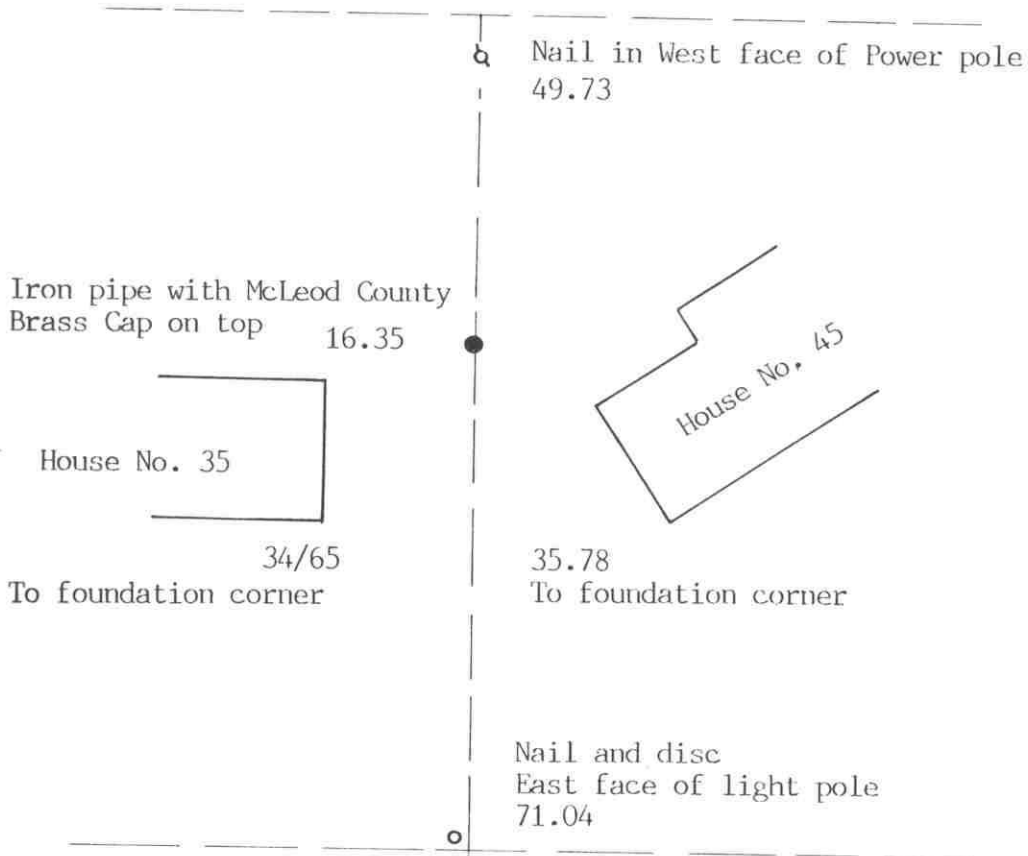 Nail in West face of Power pole
49.73
Iron pipe with McLeod County
Brass Cap on top
16.35
House No. 45
House No. 35
34/65
To foundation corner
35.78
To foundation corner
Nail and disc
East face of light pole
71.04